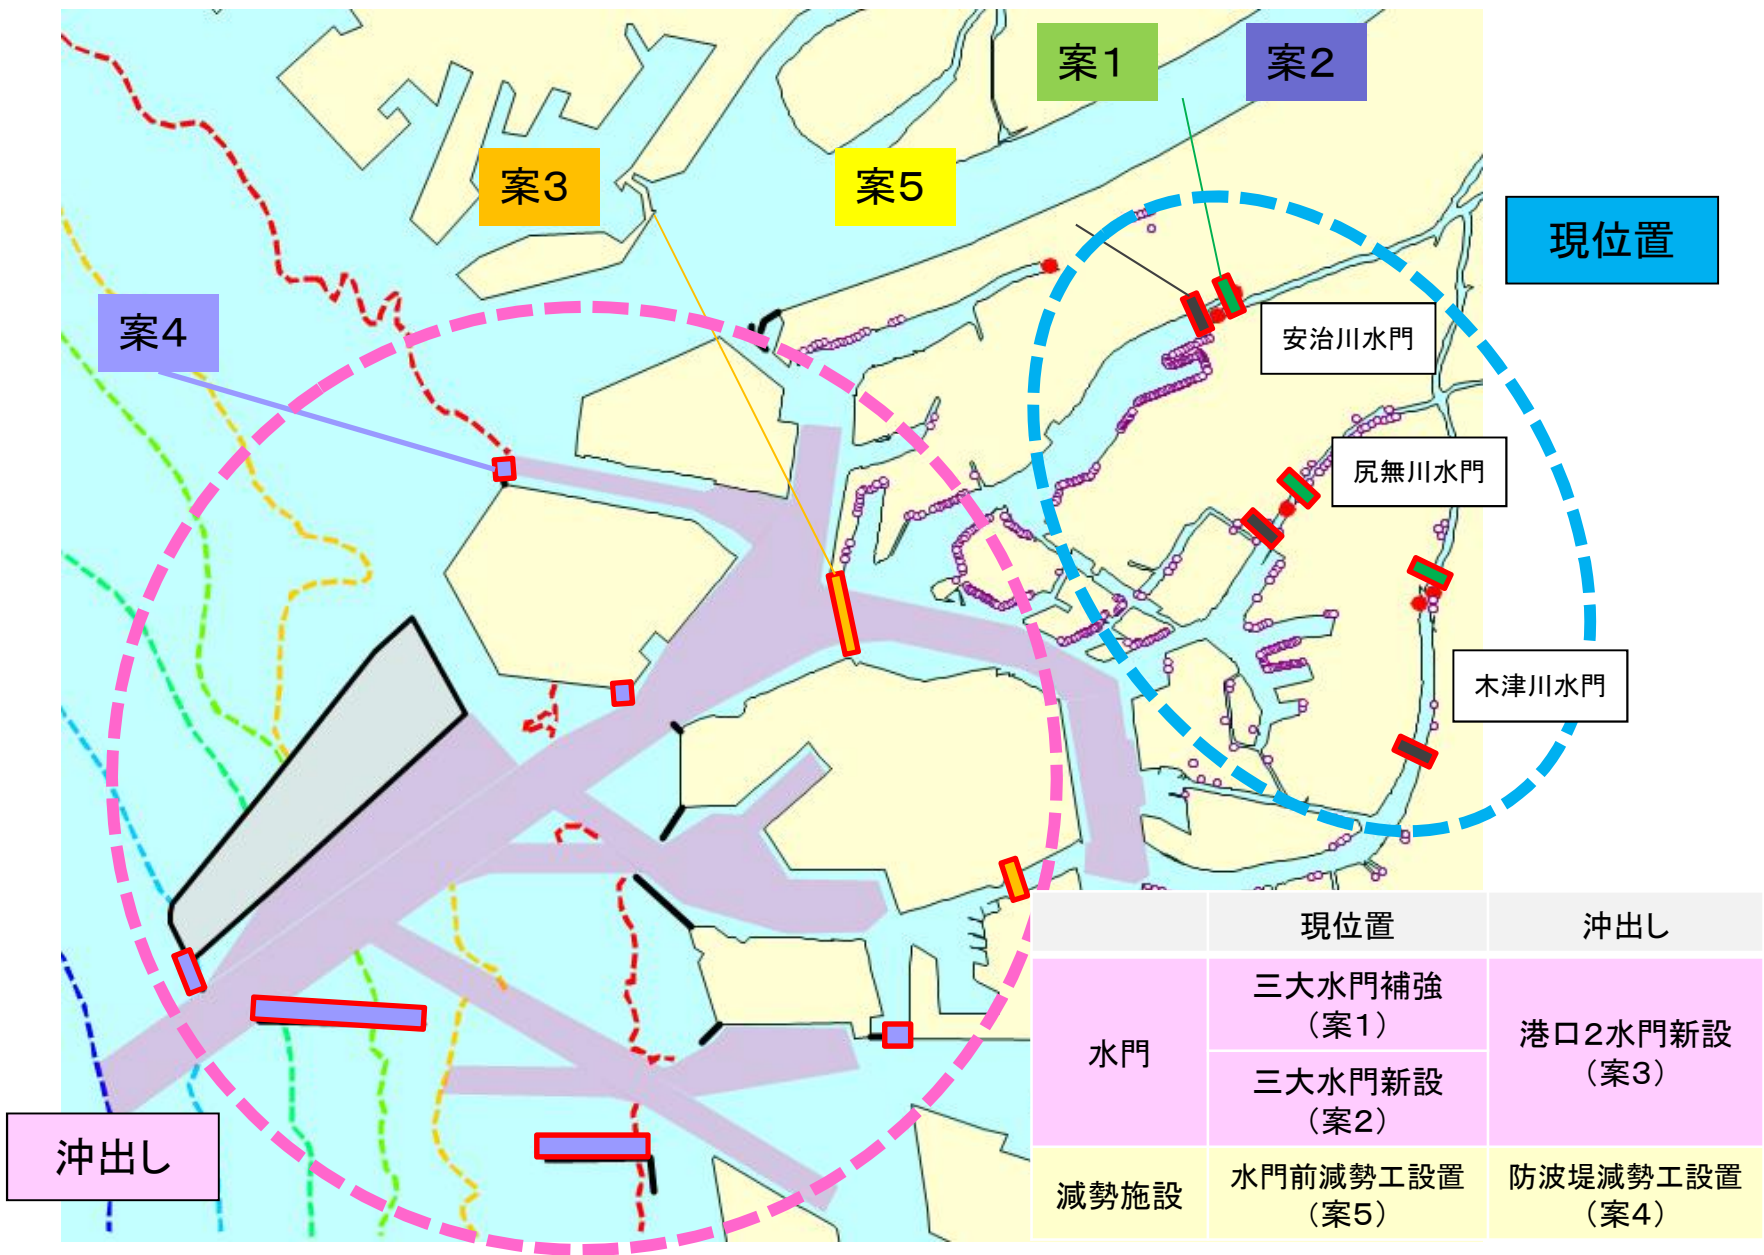 案1
案2
案3
案5
現位置
案4
安治川水門
尻無川水門
木津川水門
沖出し
現位置
沖出し
水門
三大水門補強
（案1）
三大水門新設
（案2）
港口2水門新設
（案3）
減勢施設
水門前減勢工設置
（案5）
防波堤減勢工設置
（案4）